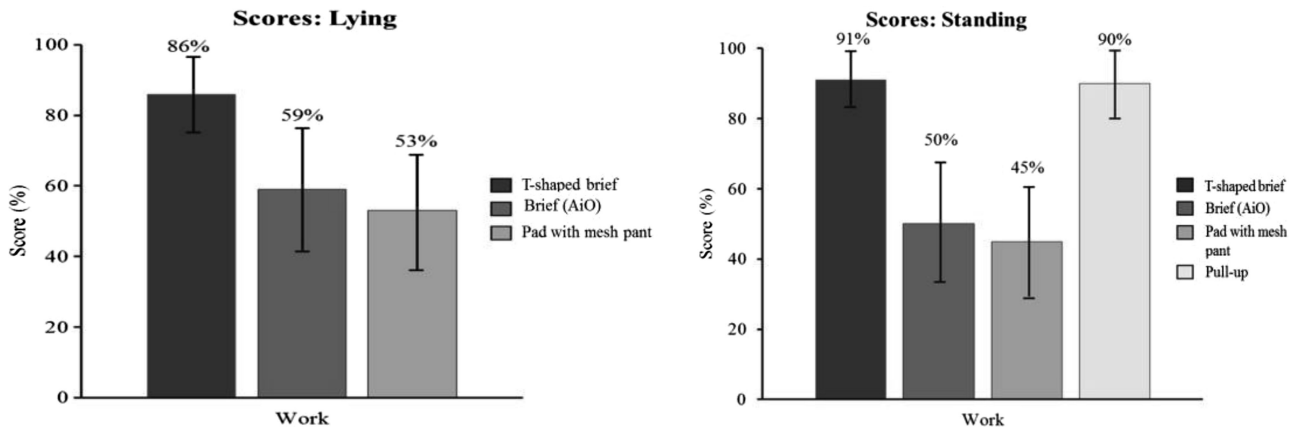 Scores: Lying
100
80
60
40
20
0
Score (%)
86%
59%
53%
Work
T-shaped brief
Brief (AiO)
Pad with mesh pant
Scores: Standing
100
80
60
40
20
0
Score (%)
91%
50%
45%
90%
Work
T-shaped brief
Brief (AiO)
Pad with mesh
pant
Pull-up